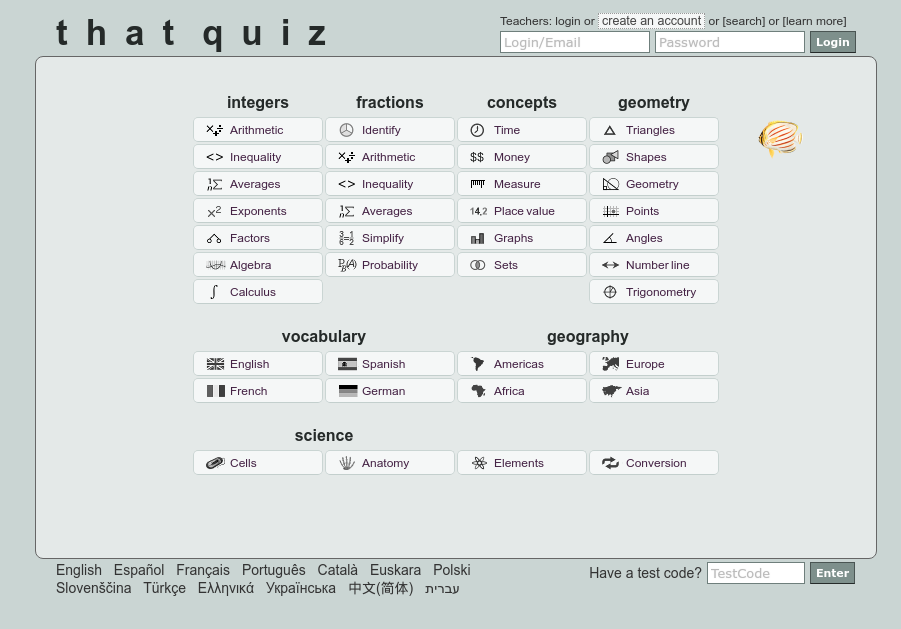 that quiz
Teachers: login or create an account or [search] or [learn more]
Login/Email Password Login
integers fractions concepts geometry
Arithmetic Identify Time Triangles
Inequality Arithmetic $$ Money Shapes
Averages Inequality Measure Geometry
Exponents Averages 14,2 Place value Points
Factors Simplify Graphs Angles
Algebra Probability Sets Number line
Calculus Trigonometry
vocabulary geography
English Spanish Americas Europe
French German Africa Asia
science
Cells Anatomy Elements Conversion
English Español Français Português Català Euskara Polski
Slovenščina Türkçe Ελληνικά Українська 中文(简体) עברית
Have a test code? TestCode Enter